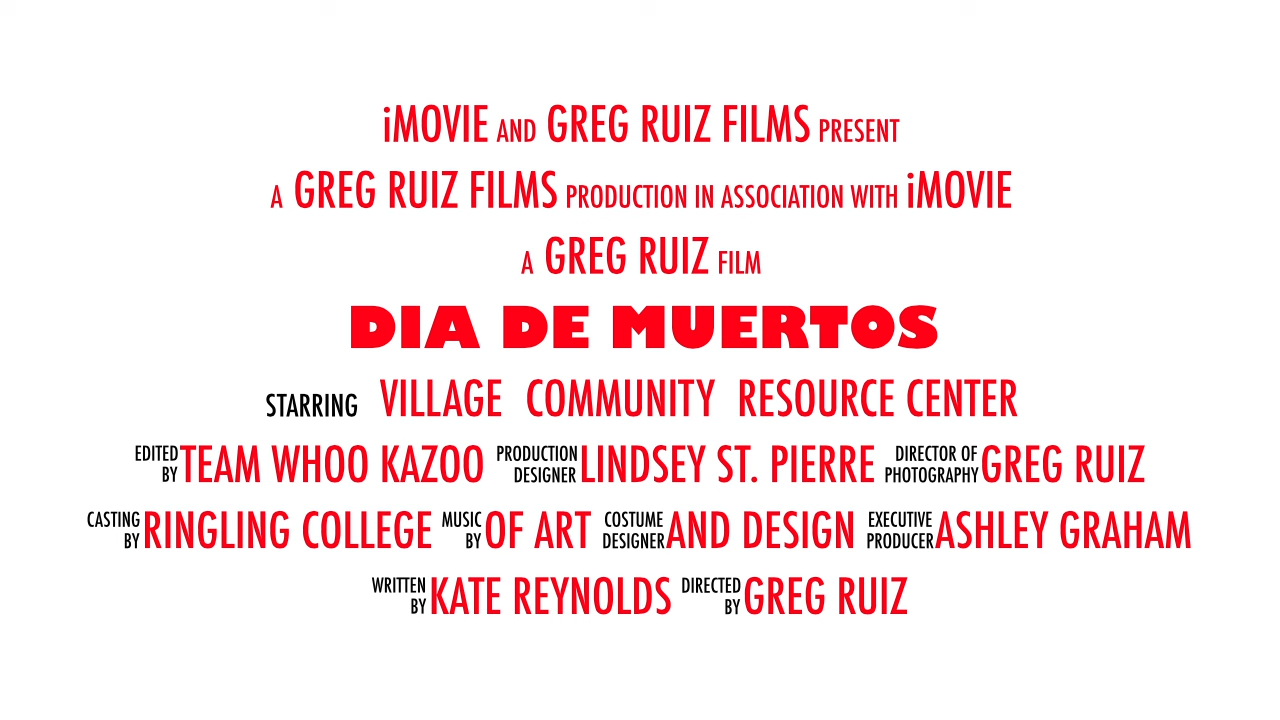 iMOVIE AND GREG RUIZ FILMS PRESENT
A GREG RUIZ FILMS PRODUCTION IN ASSOCIATION WITH iMOVIE
A GREG RUIZ FILM
DIA DE MUERTOS
STARRING VILLAGE COMMUNITY RESOURCE CENTER
EDITED BY TEAM WHOO KAZOO PRODUCTION DESIGNER LINDSEY ST. PIERRE DIRECTOR OF PHOTOGRAPHY GREG RUIZ
CASTING BY RINGLING COLLEGE MUSIC BY OF ART COSTUME DESIGNER AND DESIGN EXECUTIVE PRODUCER ASHLEY GRAHAM
WRITTEN BY KATE REYNOLDS DIRECTED BY GREG RUIZ